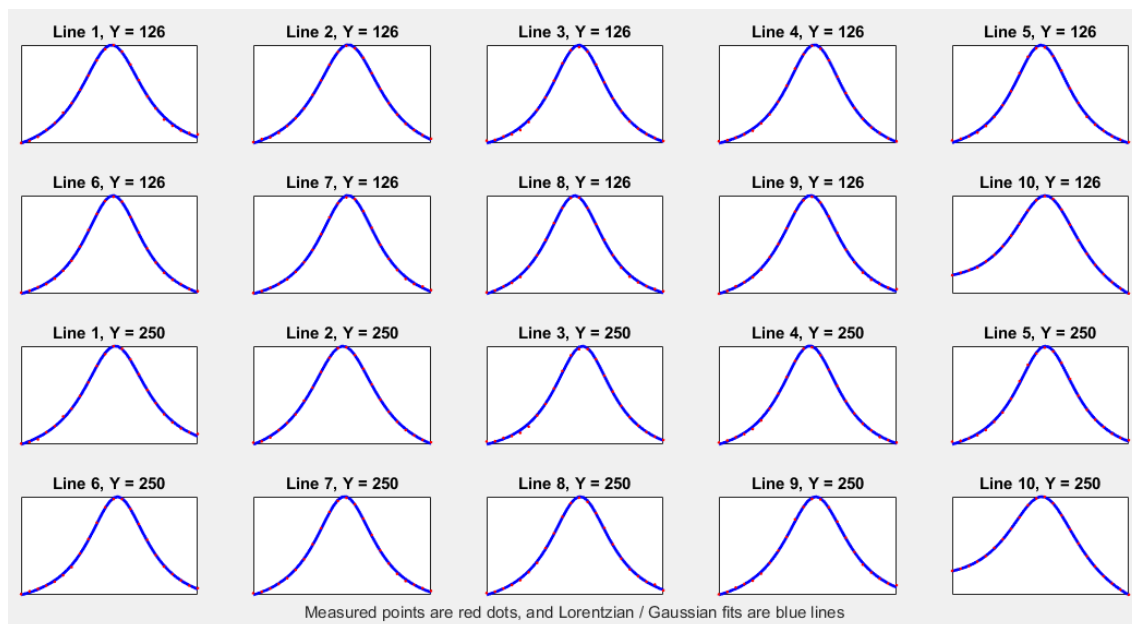 Line 1, Y = 126
Line 2, Y = 126
Line 3, Y = 126
Line 4, Y = 126
Line 5, Y = 126
Line 6, Y = 126
Line 7, Y = 126
Line 8, Y = 126
Line 9, Y = 126
Line 10, Y = 126
Line 1, Y = 250
Line 2, Y = 250
Line 3, Y = 250
Line 4, Y = 250
Line 5, Y = 250
Line 6, Y = 250
Line 7, Y = 250
Line 8, Y = 250
Line 9, Y = 250
Line 10, Y = 250
Measured points are red dots, and Lorentzian / Gaussian fits are blue lines